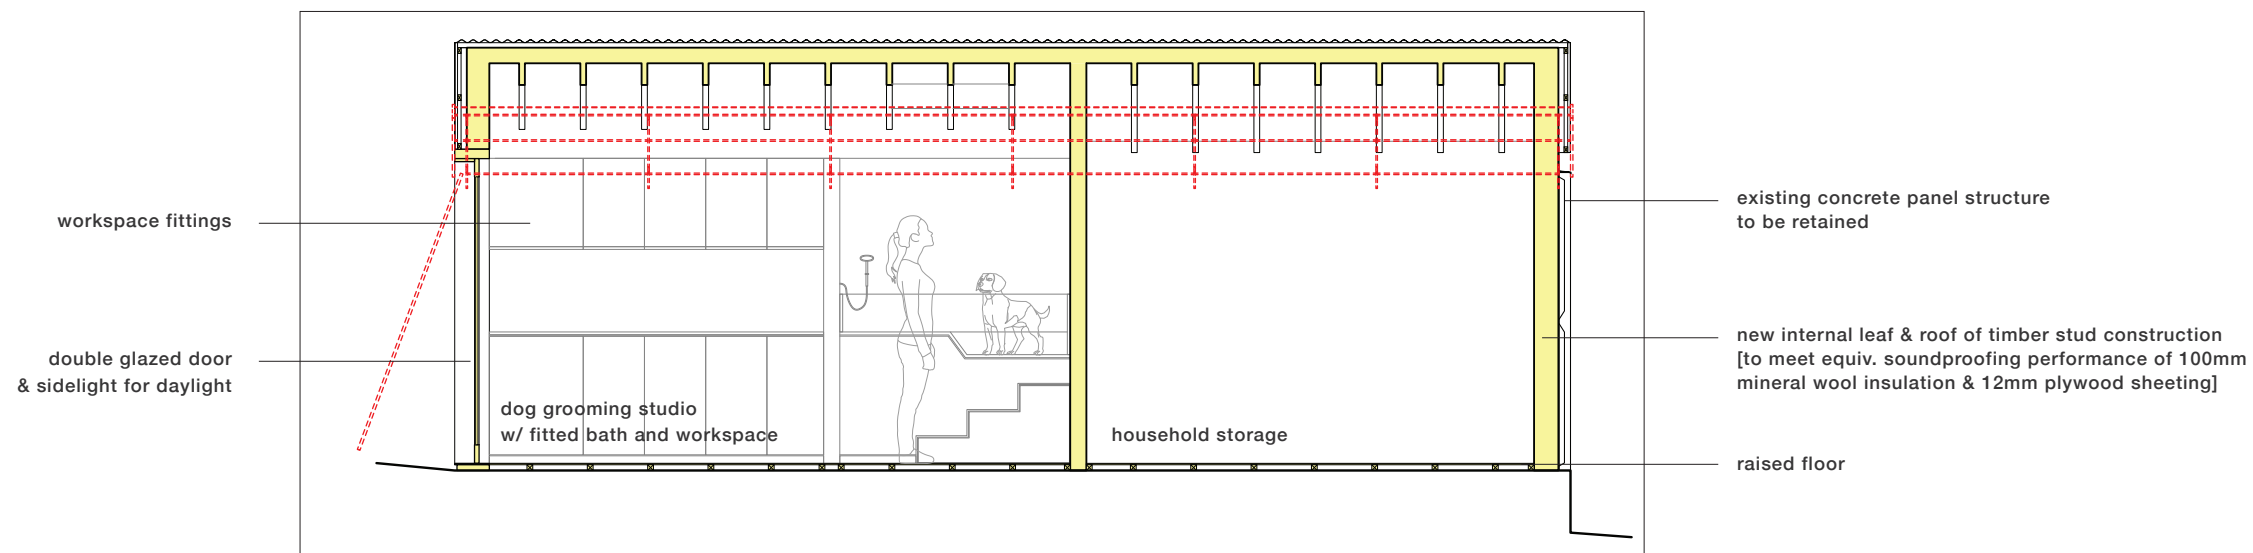 workspace fittings
double glazed door
& sidelight for daylight
dog grooming studio
w/ fitted bath and workspace
household storage
existing concrete panel structure
to be retained
new internal leaf & roof of timber stud construction
[to meet equiv. soundproofing performance of 100mm
mineral wool insulation & 12mm plywood sheeting]
raised floor